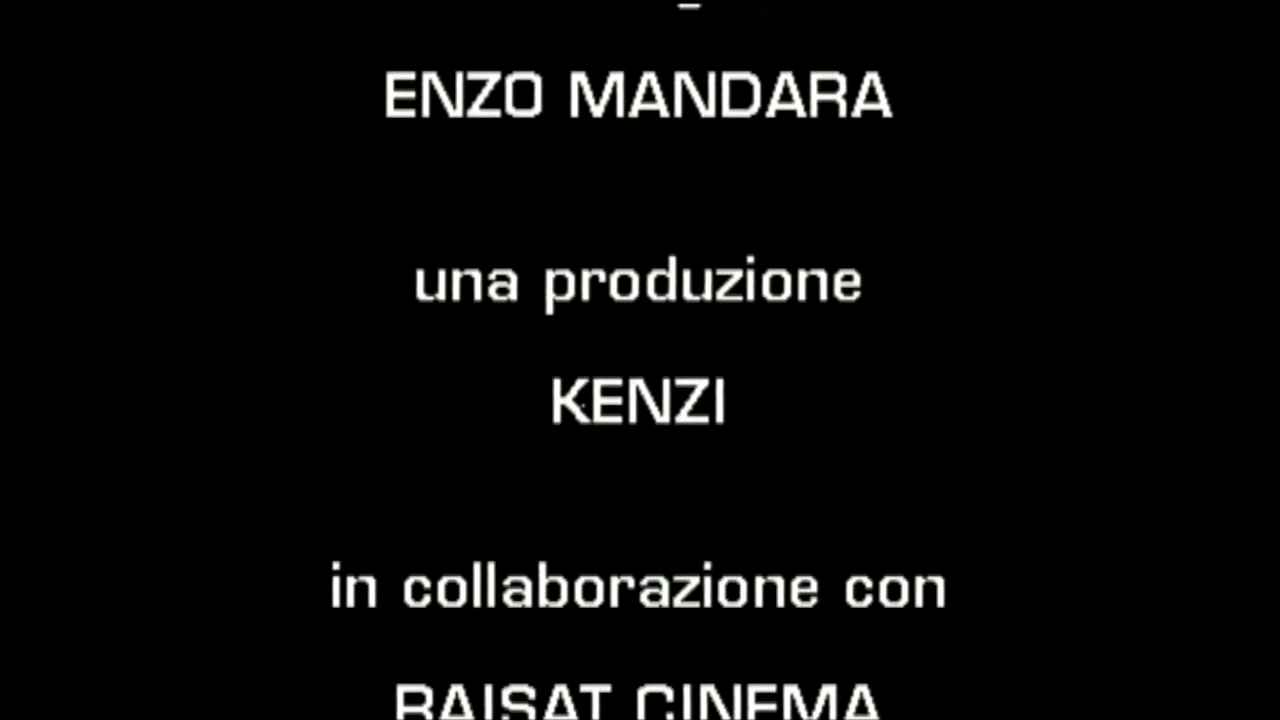 ENZO MANDARA
una produzione
KENZI
in collaborazione con
RAISAT CINEMA